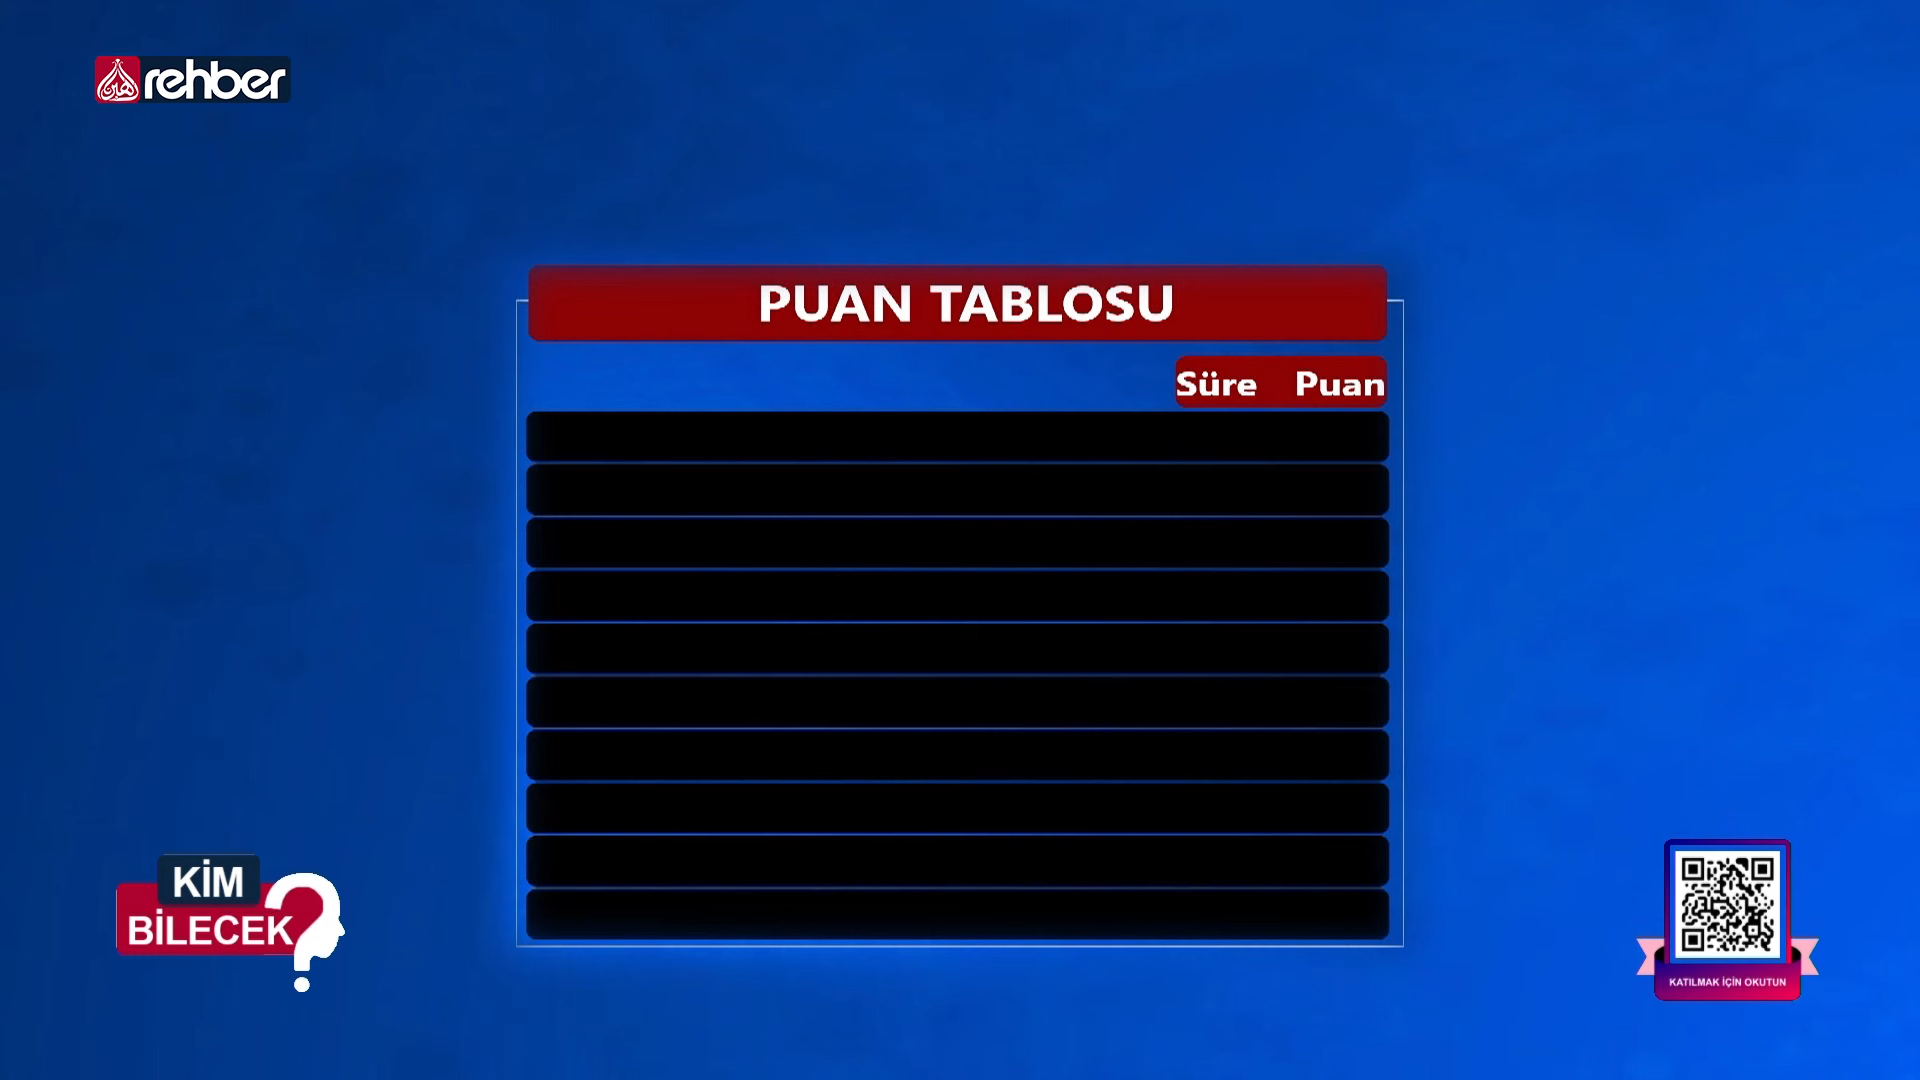 rehber
PUAN TABLOSU
Süre Puan
KİM
BİLECEK?
KATILMAK İÇİN OKUTUN